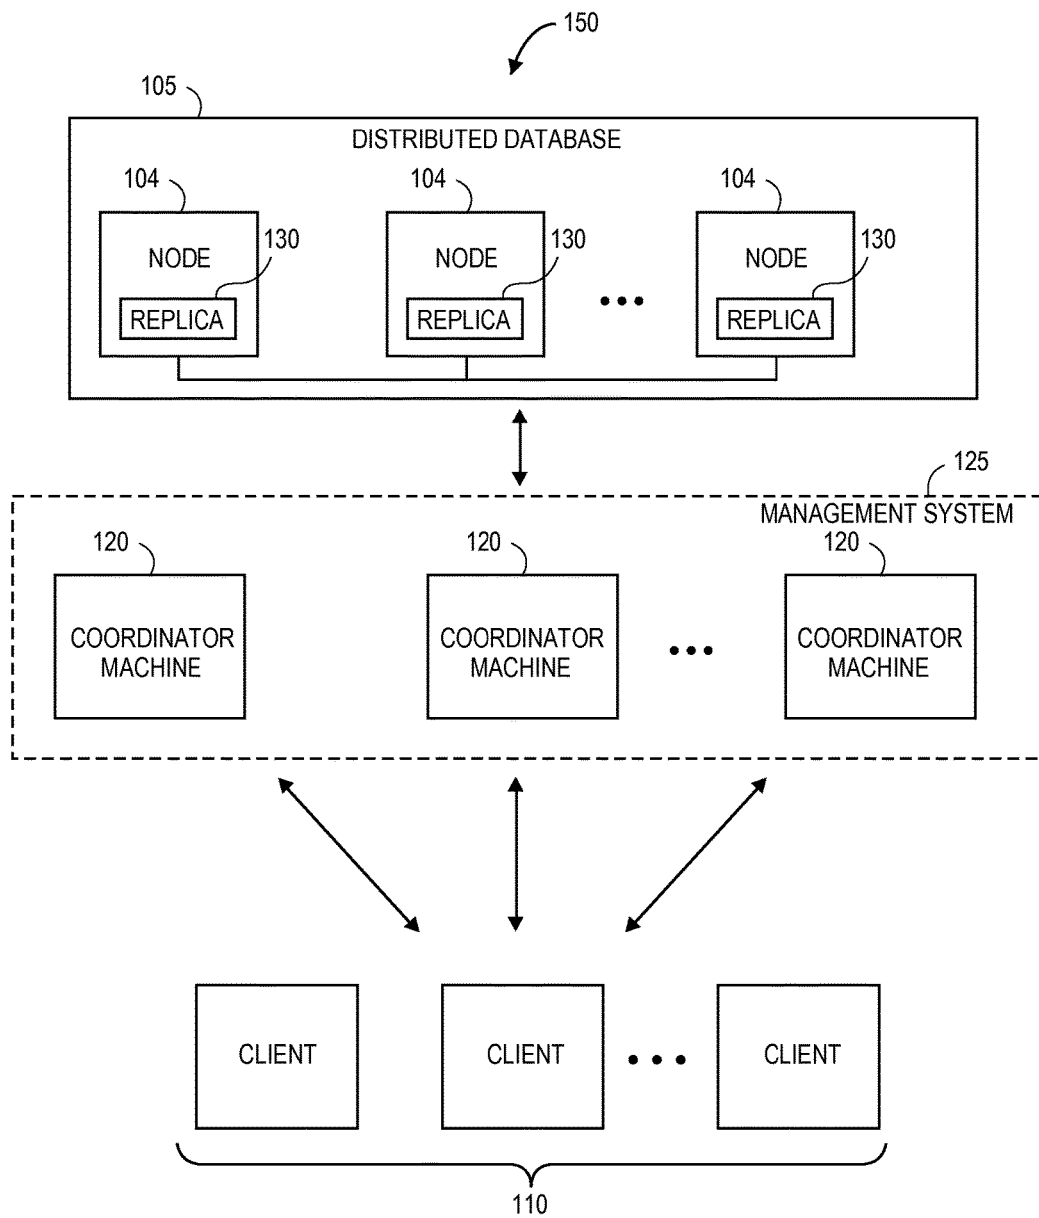 150
105
DISTRIBUTED DATABASE
104
104
104
NODE
130
NODE
130
NODE
130
REPLICA
REPLICA
REPLICA
125
MANAGEMENT SYSTEM
120
120
120
COORDINATOR
MACHINE
COORDINATOR
MACHINE
COORDINATOR
MACHINE
CLIENT
CLIENT
CLIENT
110